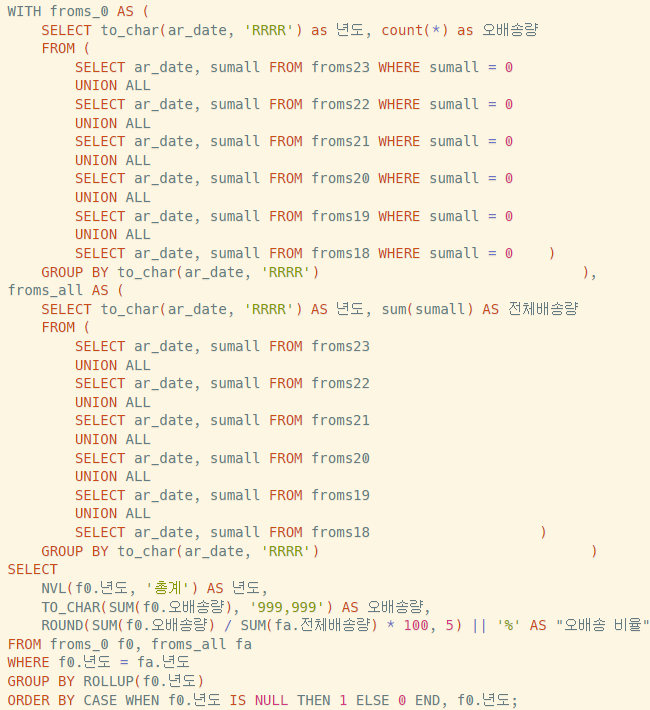 WITH froms_0 AS (
SELECT to_char(ar_date, 'RRRR') as 년도, count(*) as 오배송량
FROM (
SELECT ar_date, sumall FROM froms23 WHERE sumall = 0
UNION ALL
SELECT ar_date, sumall FROM froms22 WHERE sumall = 0
UNION ALL
SELECT ar_date, sumall FROM froms21 WHERE sumall = 0
UNION ALL
SELECT ar_date, sumall FROM froms20 WHERE sumall = 0
UNION ALL
SELECT ar_date, sumall FROM froms19 WHERE sumall = 0
UNION ALL
SELECT ar_date, sumall FROM froms18 WHERE sumall = 0    )
GROUP BY to_char(ar_date, 'RRRR')                               ),
froms_all AS (
SELECT to_char(ar_date, 'RRRR') AS 년도, sum(sumall) AS 전체배송량
FROM (
SELECT ar_date, sumall FROM froms23
UNION ALL
SELECT ar_date, sumall FROM froms22
UNION ALL
SELECT ar_date, sumall FROM froms21
UNION ALL
SELECT ar_date, sumall FROM froms20
UNION ALL
SELECT ar_date, sumall FROM froms19
UNION ALL
SELECT ar_date, sumall FROM froms18                    )
GROUP BY to_char(ar_date, 'RRRR')                                )
SELECT
NVL(f0.년도, '총계') AS 년도,
TO_CHAR(SUM(f0.오배송량), '999,999') AS 오배송량,
ROUND(SUM(f0.오배송량) / SUM(fa.전체배송량) * 100, 5) || '%' AS "오배송 비율"
FROM froms_0 f0, froms_all fa
WHERE f0.년도 = fa.년도
GROUP BY ROLLUP(f0.년도)
ORDER BY CASE WHEN f0.년도 IS NULL THEN 1 ELSE 0 END, f0.년도;